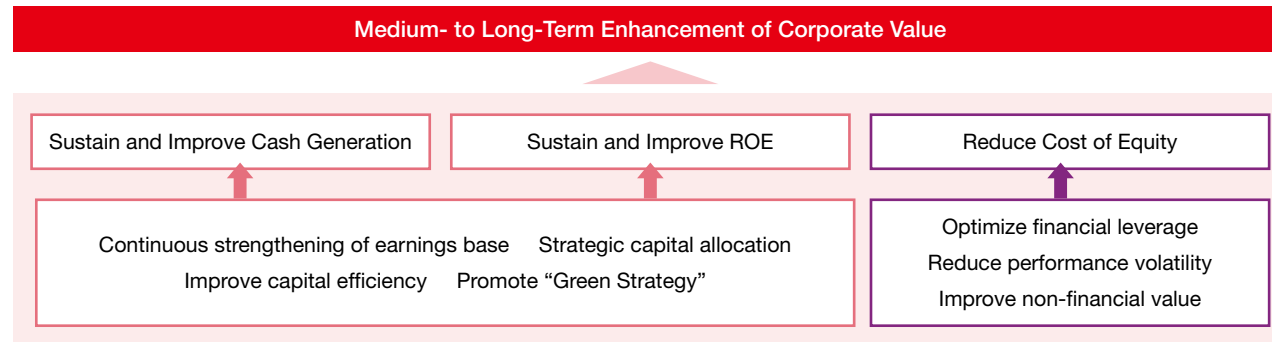 Medium- to Long-Term Enhancement of Corporate Value
Sustain and Improve Cash Generation
Sustain and Improve ROE
Reduce Cost of Equity
Continuous strengthening of earnings base Strategic capital allocation
Improve capital efficiency Promote “Green Strategy”
Optimize financial leverage
Reduce performance volatility
Improve non-financial value